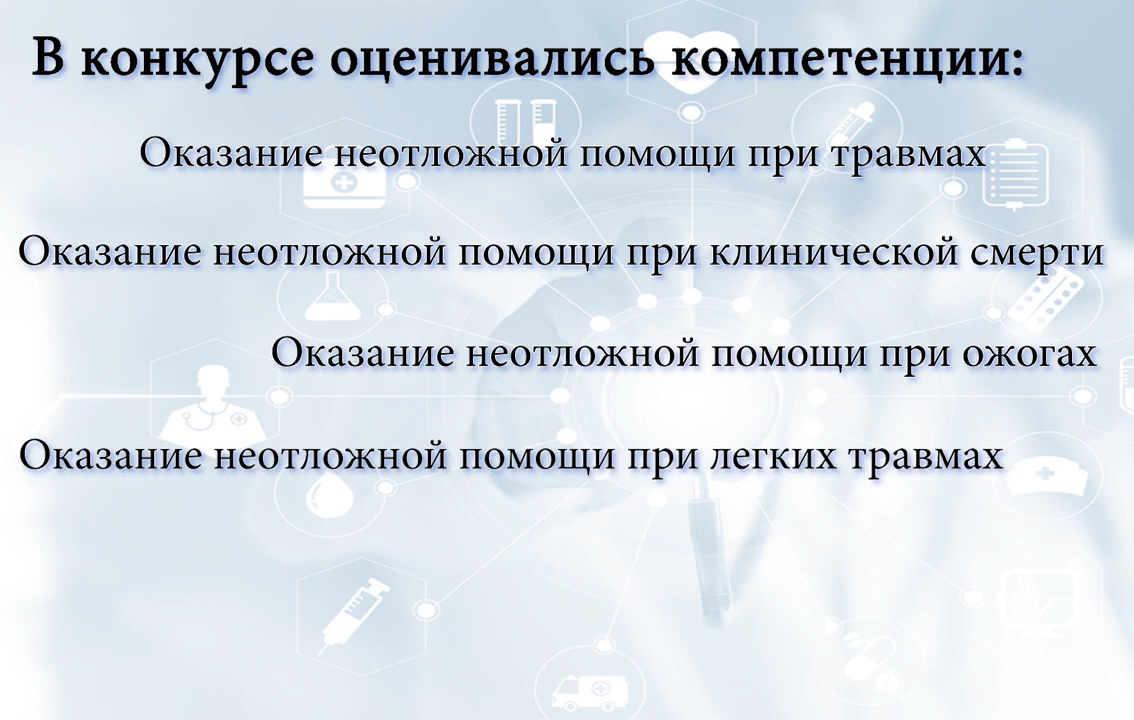 В конкурсе оценивались компетенции:
Оказание неотложной помощи при травмах
Оказание неотложной помощи при клинической смерти
Оказание неотложной помощи при ожогах
Оказание неотложной помощи при легких травмах